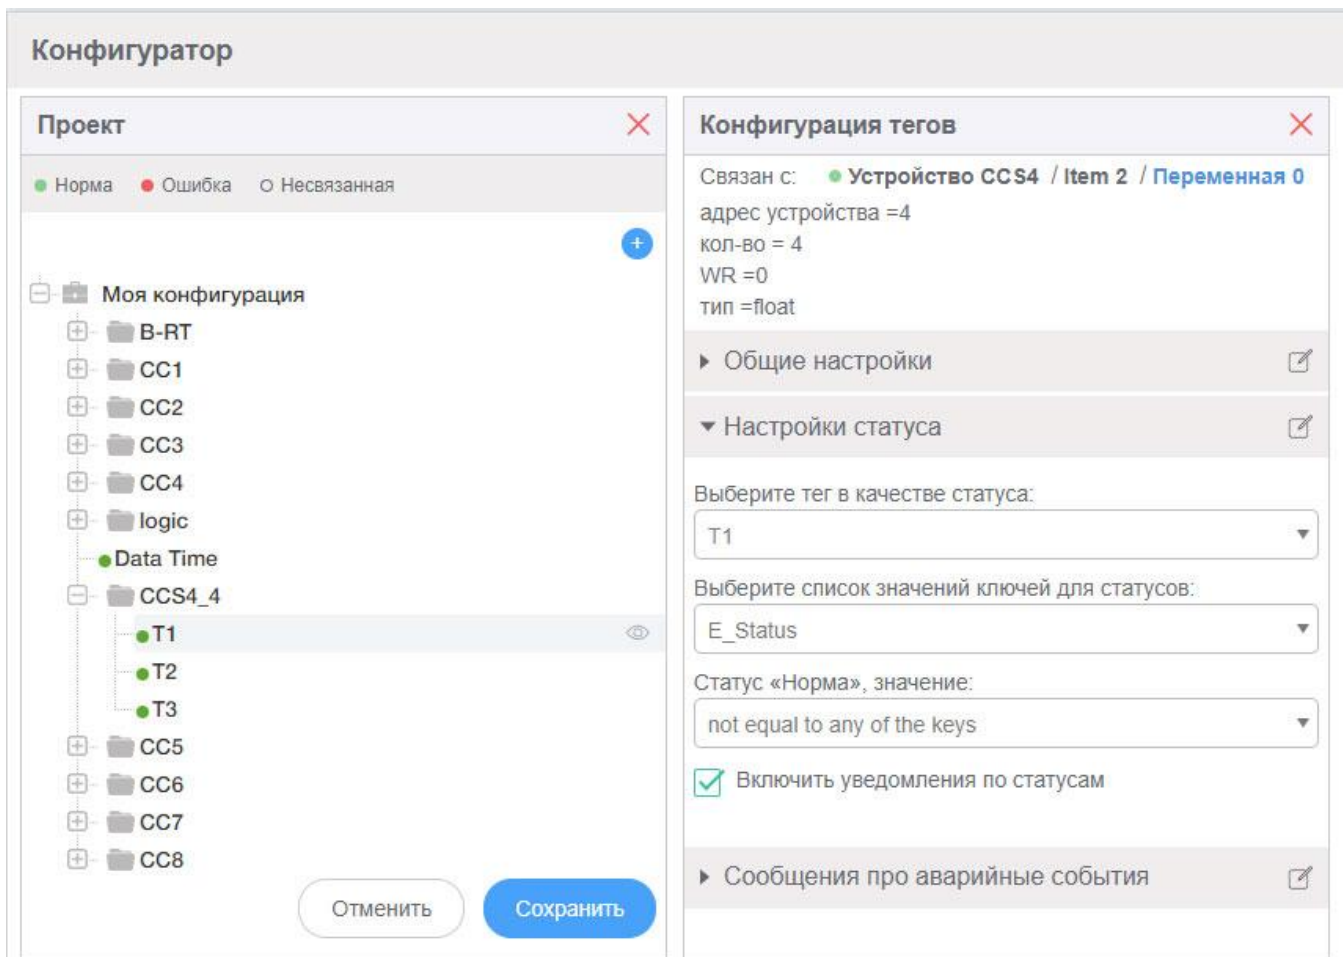 Конфигуратор
Проект
Норма Ошибка Несвязанная
Моя конфигурация
B-RT
CC1
CC2
CC3
CC4
logic
Data Time
CCS4_4
T1
T2
T3
CC5
CC6
CC7
CC8
Отменить Сохранить
Конфигурация тегов
Связан с: Устройство CCS4 / Item 2 / Переменная 0
адрес устройства =4
кол-во = 4
WR =0
тип =float
Общие настройки
Настройки статуса
Выберите тег в качестве статуса:
T1
Выберите список значений ключей для статусов:
E_Status
Статус «Норма», значение:
not equal to any of the keys
Включить уведомления по статусам
Сообщения про аварийные события